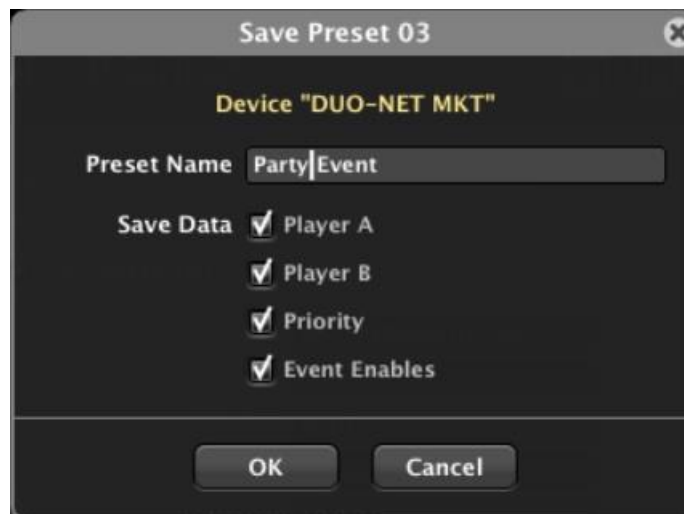 Save Preset 03
Device "DUO-NET MKT"
Preset Name Party Event
Save Data Player A
Player B
Priority
Event Enables
OK Cancel